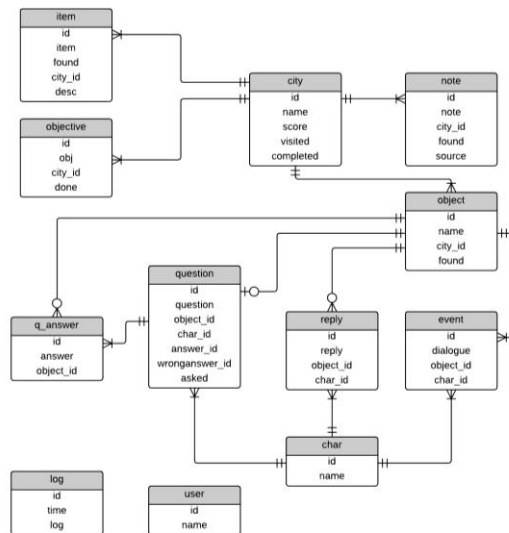 item
id
item
found
city_id
desc
objective
id
obj
city_id
done
city
id
name
score
visited
completed
note
id
note
city_id
found
source
object
id
name
city_id
found
q_answer
id
answer
object_id
question
id
question
object_id
char_id
answer_id
wronganswer_id
asked
reply
id
reply
object_id
char_id
event
id
dialogue
object_id
char_id
char
id
name
log
id
time
log
user
id
name